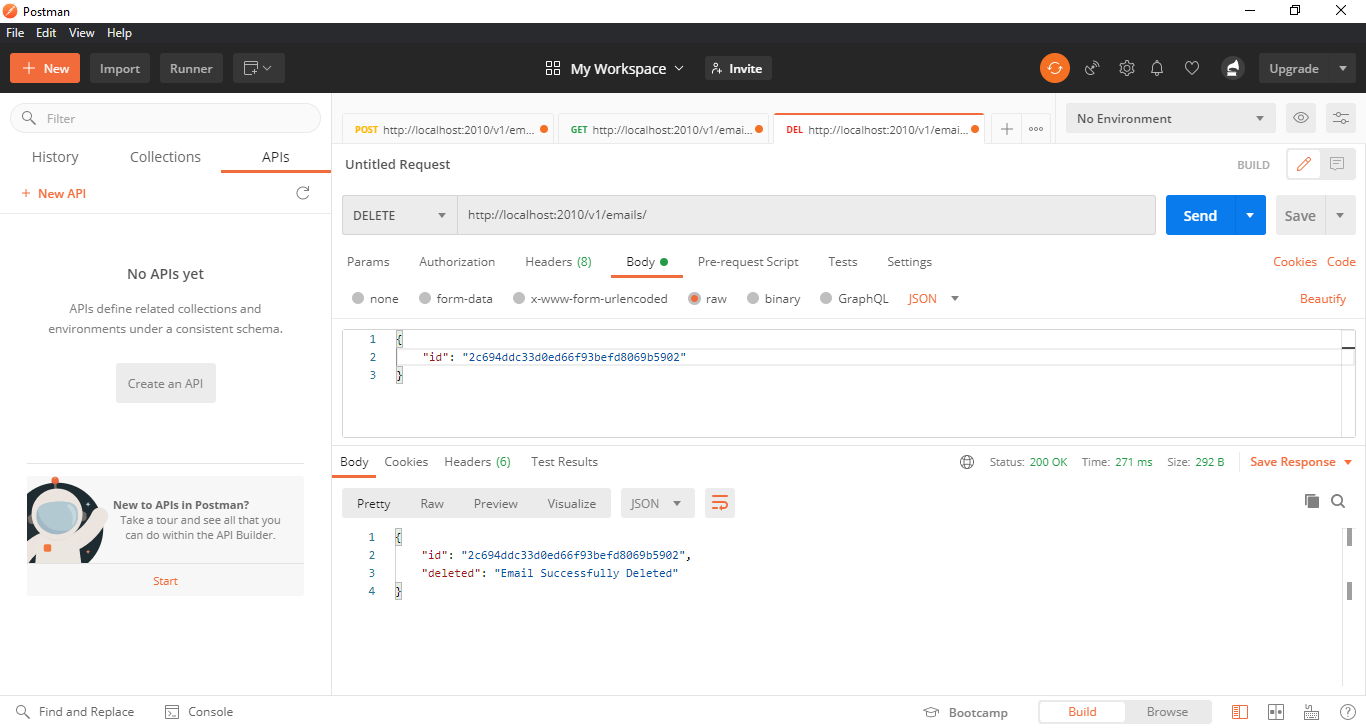 Postman
File Edit View Help
New Import Runner My Workspace Invite Upgrade
Filter
History Collections APIs
+ New API
No APIs yet
APIs define related collections and
environments under a consistent schema.
Create an API
New to APIs in Postman?
Take a tour and see all that you
can do within the API Builder.
Start
POST http://localhost:2010/v1/em... GET http://localhost:2010/v1/emai... DEL http://localhost:2010/v1/emai... No Environment
Untitled Request BUILD
DELETE http://localhost:2010/v1/emails/ Send Save
Params Authorization Headers (8) Body Pre-request Script Tests Settings Cookies Code
none form-data x-www-form-urlencoded raw binary GraphQL JSON Beautify
1 {
2 "id": "2c694ddc33d0ed66f93befd8069b5902"
3 }
Body Cookies Headers (6) Test Results Status: 200 OK Time: 271 ms Size: 292 B Save Response
Pretty Raw Preview Visualize JSON
1 {
2 "id": "2c694ddc33d0ed66f93befd8069b5902",
3 "deleted": "Email Successfully Deleted"
4 }
Find and Replace Console Bootcamp Build Browse